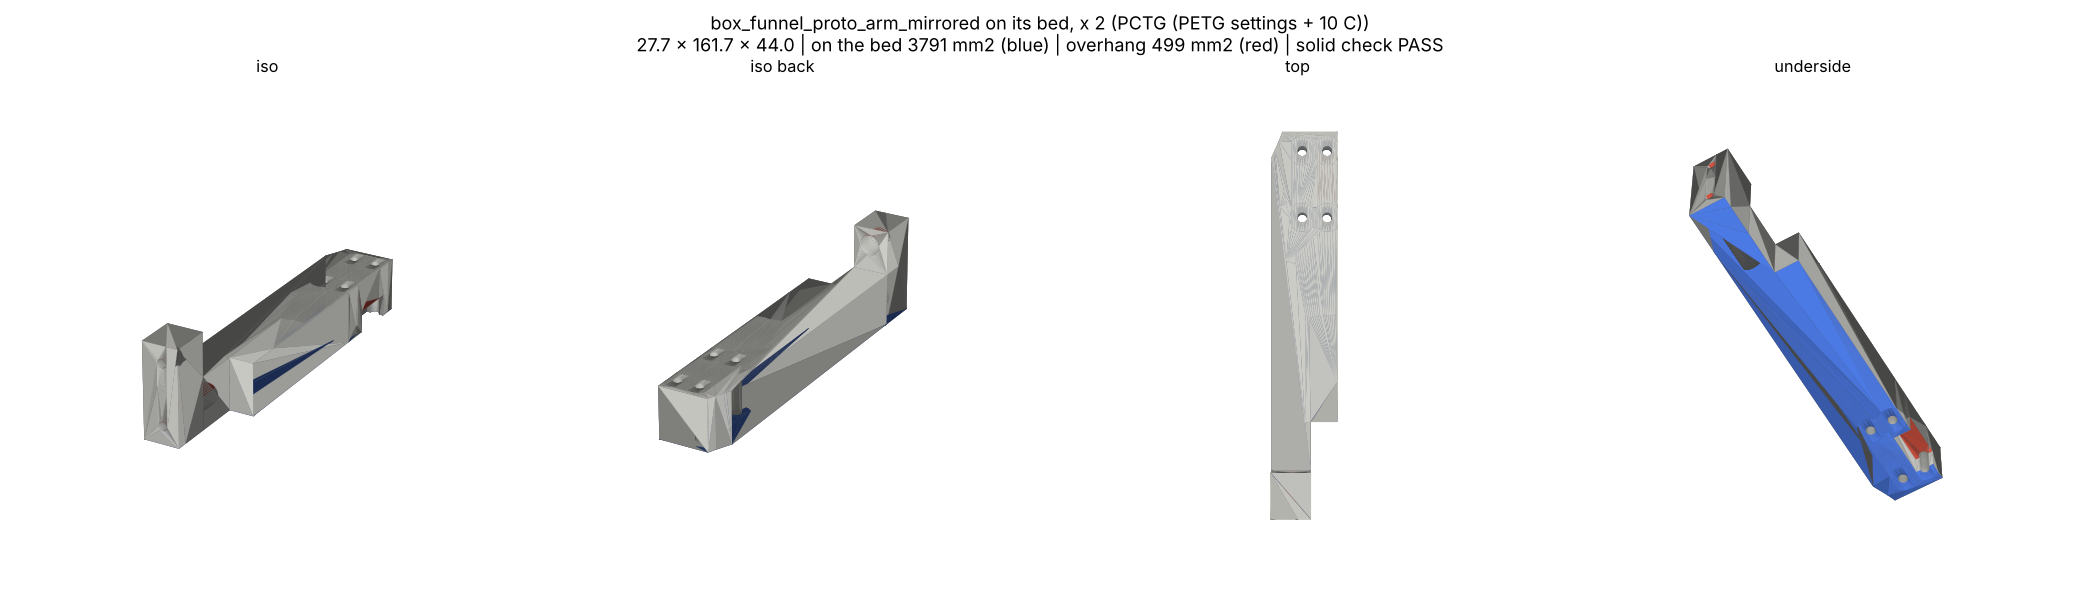 box_funnel_proto_arm_mirrored on its bed, x 2 (PCTG (PETG settings + 10 C))
27.7 × 161.7 × 44.0 | on the bed 3791 mm2 (blue) | overhang 499 mm2 (red) | solid check PASS
iso
iso back
top
underside